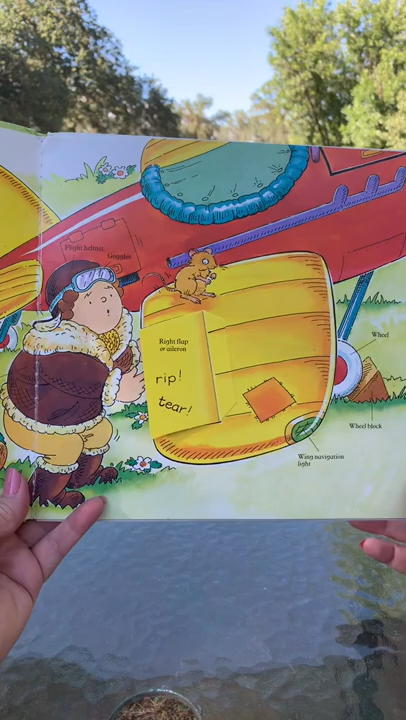 Flight helmet
Goggles
Right flap
or aileron
rip!
tear!
Wheel
Wheel block
Wing navigation
light